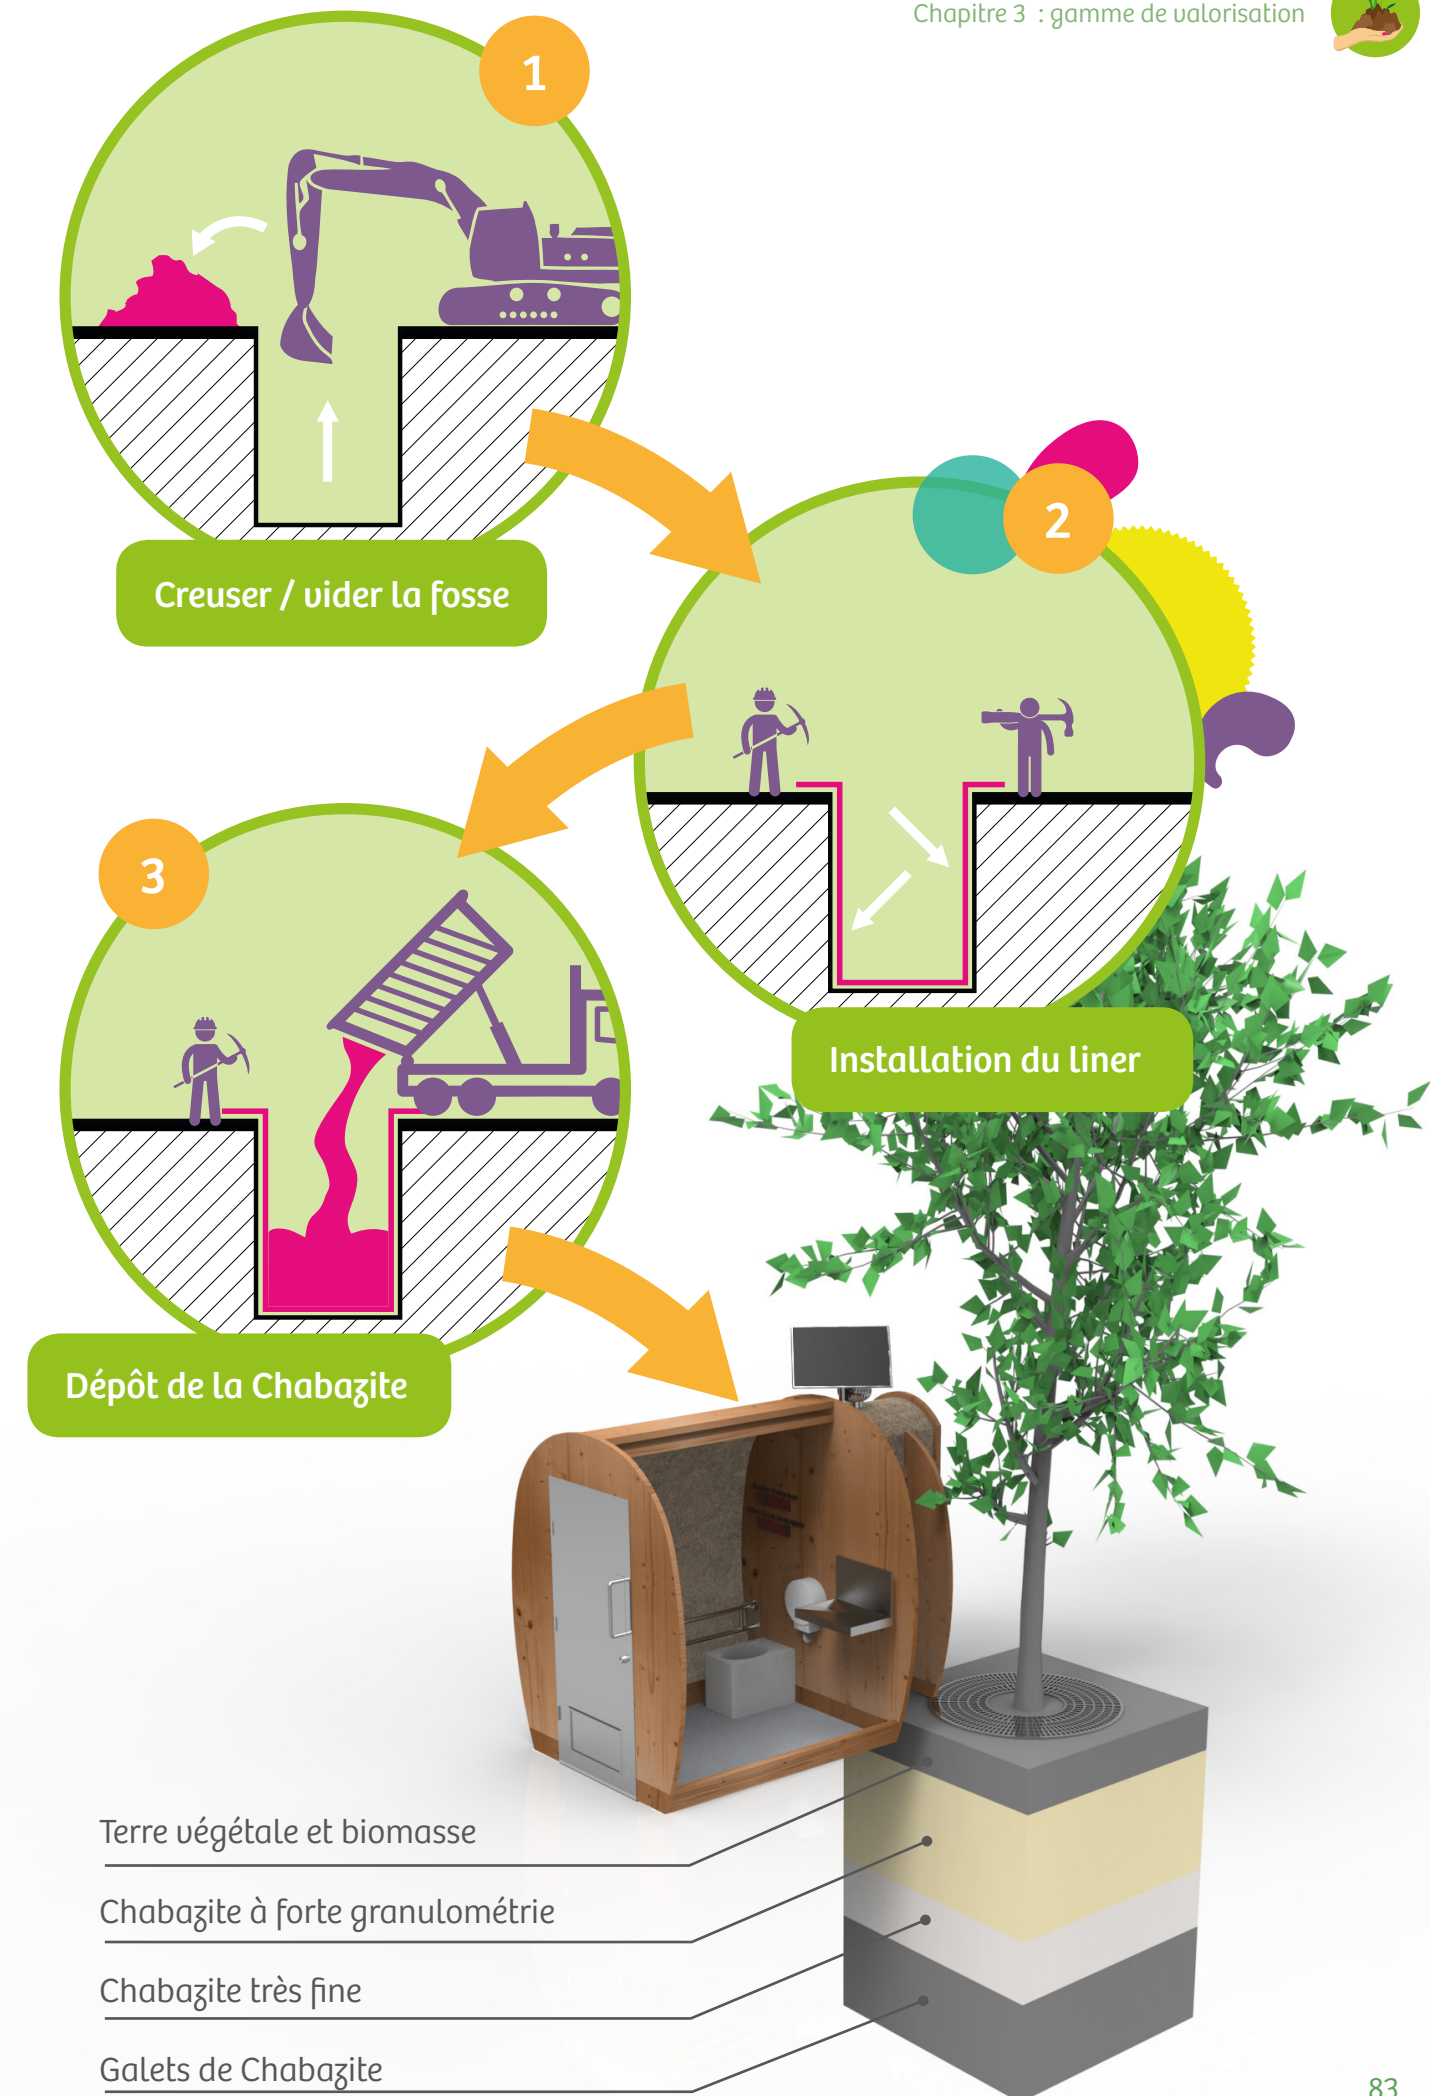 Chapitre 3 : gamme de valorisation
1
Creuser / vider la fosse
2
Installation du liner
3
Dépôt de la Chabazite
Terre végétale et biomasse
Chabazite à forte granulométrie
Chabazite très fine
Galets de Chabazite
83